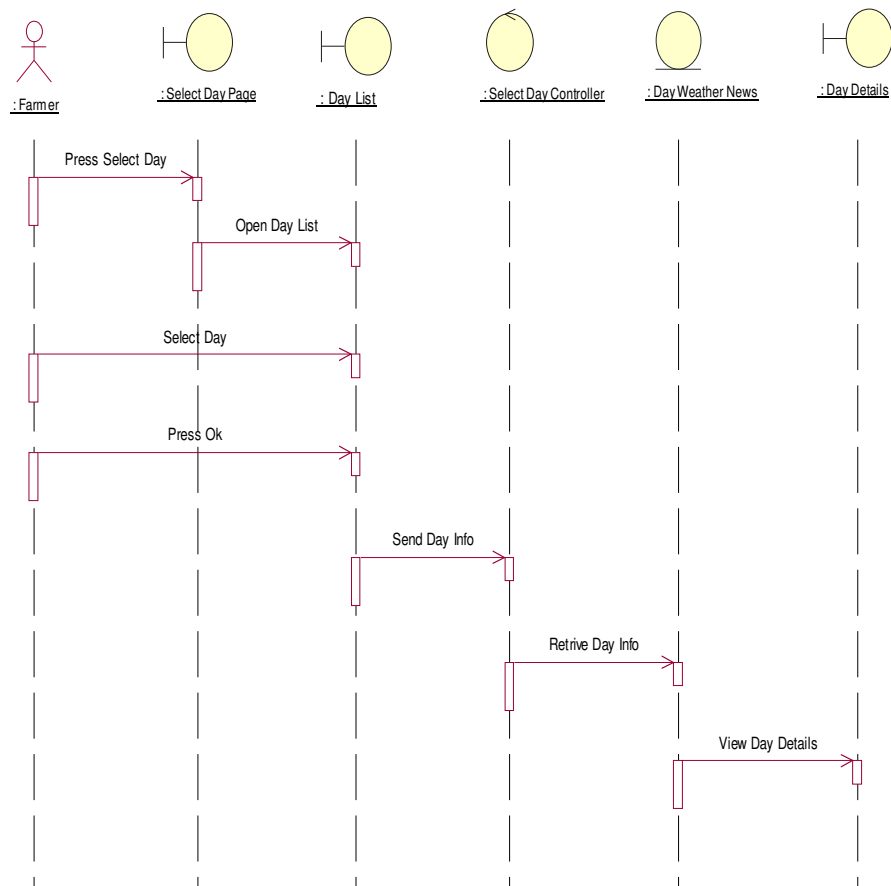 : Farmer
: Select Day Page
: Day List
: Select Day Controller
: Day Weather News
: Day Details
Press Select Day
Open Day List
Select Day
Press Ok
Send Day Info
Retrive Day Info
View Day Details